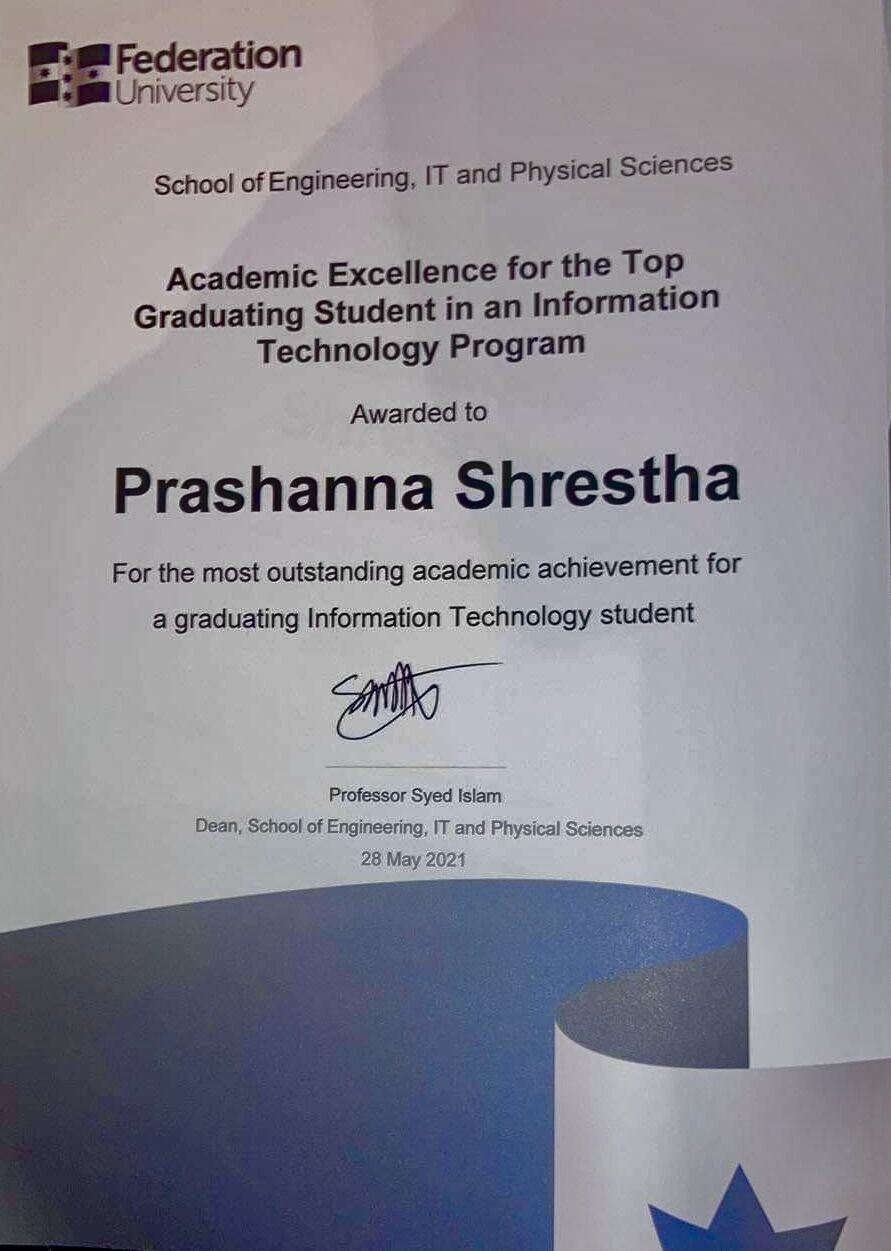 Federation
University
School of Engineering, IT and Physical Sciences
Academic Excellence for the Top
Graduating Student in an Information
Technology Program
Awarded to
Prashanna Shrestha
For the most outstanding academic achievement for
a graduating Information Technology student
Professor Syed Islam
Dean, School of Engineering, IT and Physical Sciences
28 May 2021